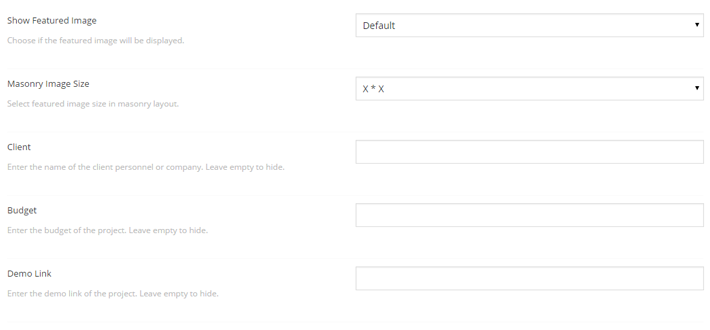 Show Featured Image
Default
Choose if the featured image will be displayed.
Masonry Image Size
X * X
Select featured image size in masonry layout.
Client
Enter the name of the client personnel or company. Leave empty to hide.
Budget
Enter the budget of the project. Leave empty to hide.
Demo Link
Enter the demo link of the project. Leave empty to hide.